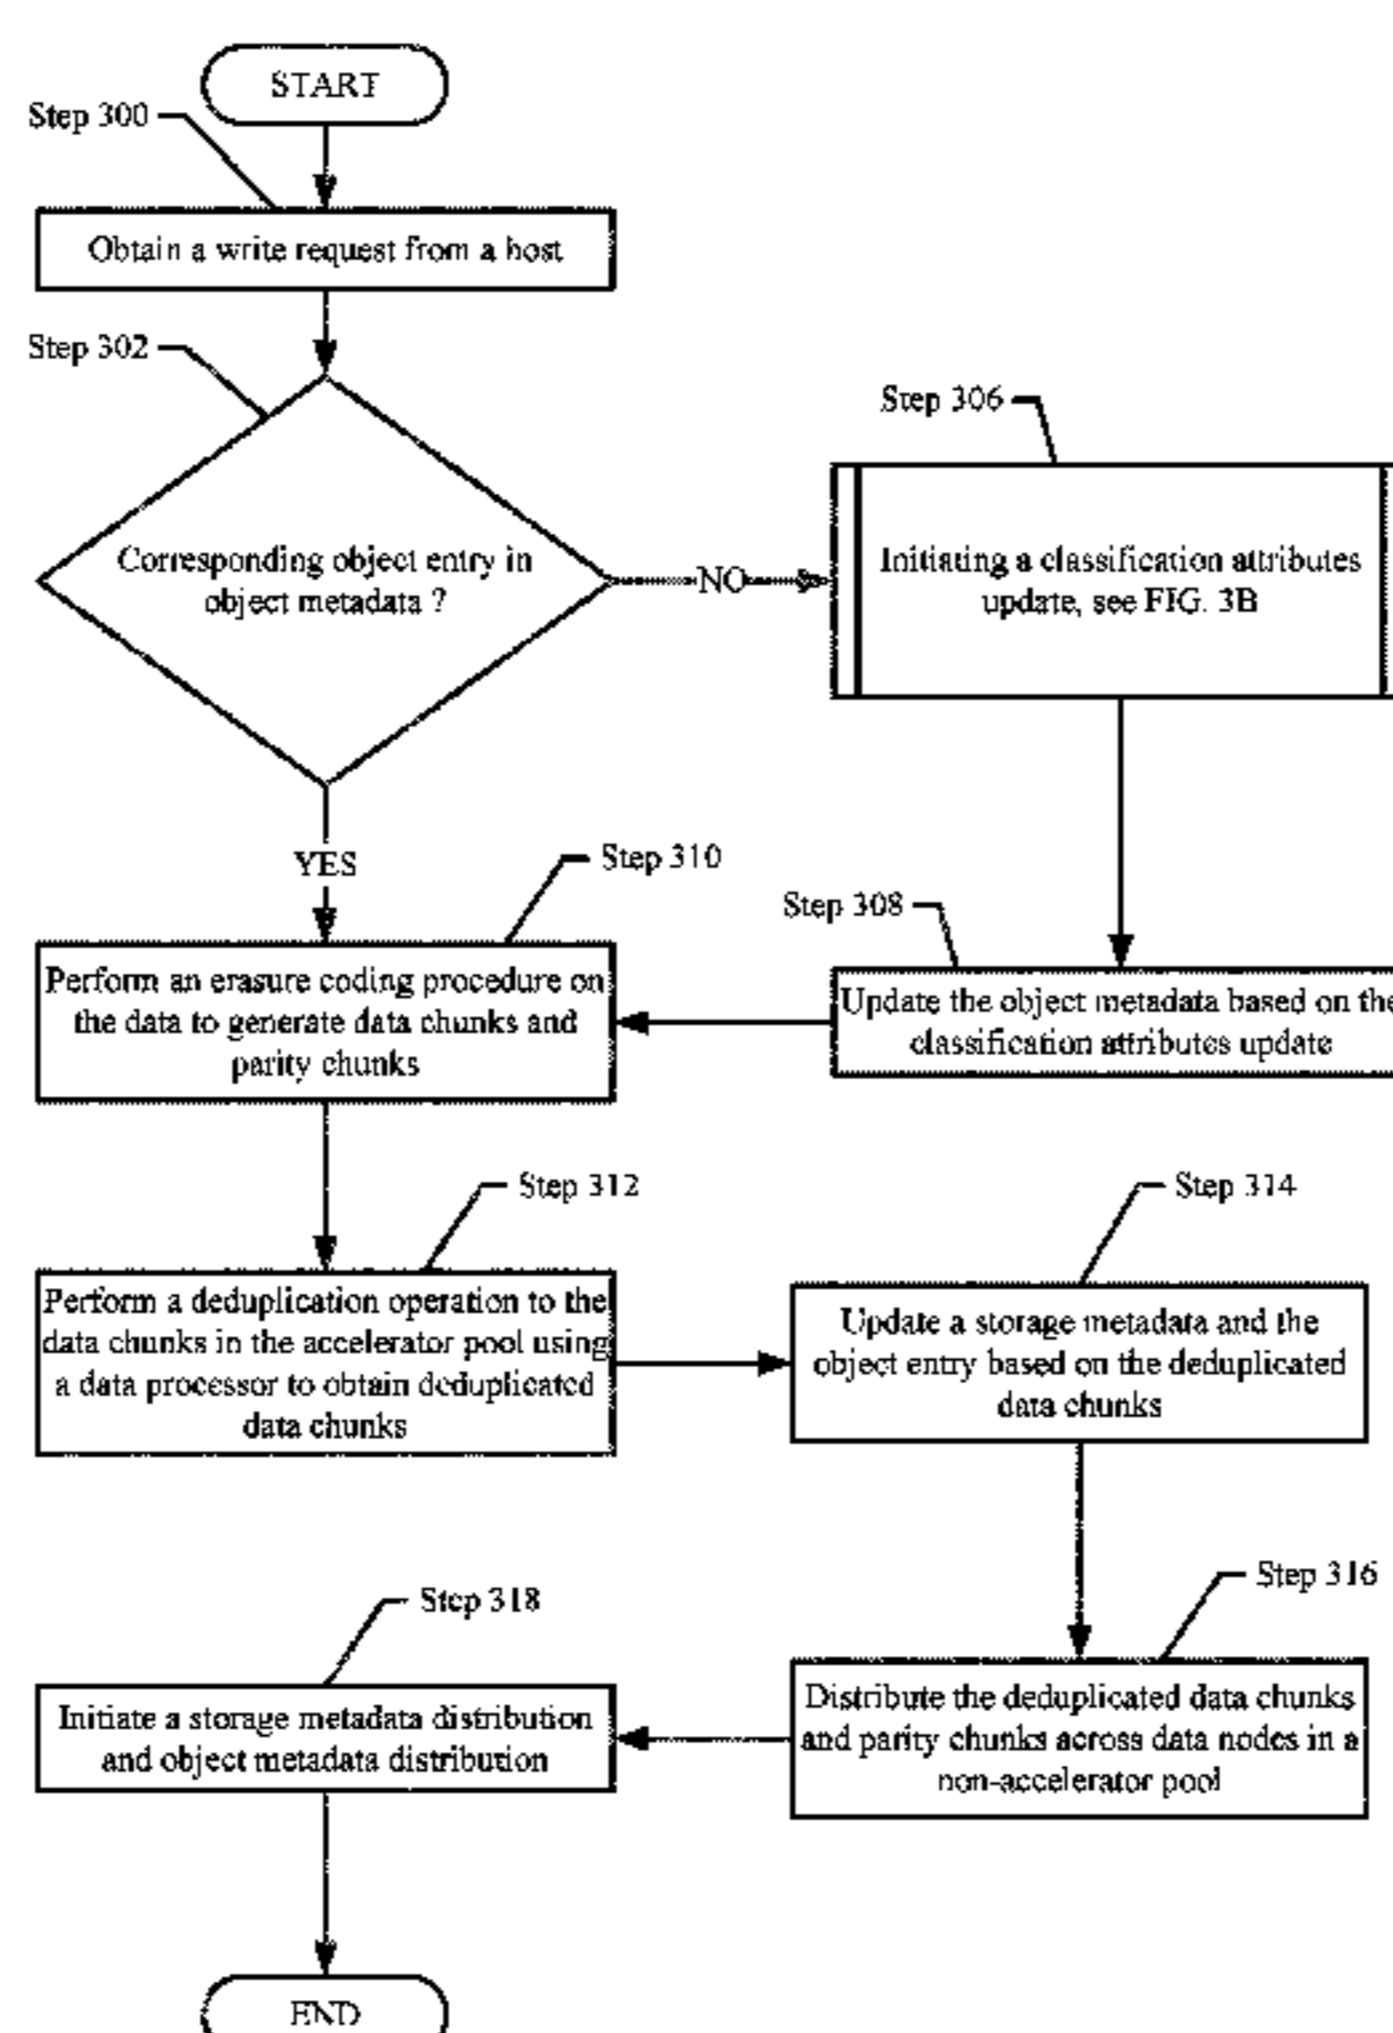 START
Step 300
Obtain a write request from a host
Step 302
Corresponding object entry in
object metadata ?
NO
Step 306
Initiating a classification attributes
update, see FIG. 3B
YES
Step 310
Step 308
Perform an erasure coding procedure on
the data to generate data chunks and
parity chunks
Update the object metadata based on the
classification attributes update
Step 312
Perform a deduplication operation to the
data chunks in the accelerator pool using
a data processor to obtain deduplicated
data chunks
Step 314
Update a storage metadata and the
object entry based on the deduplicated
data chunks
Step 316
Distribute the deduplicated data chunks
and parity chunks across data nodes in a
non-accelerator pool
Step 318
Initiate a storage metadata distribution
and object metadata distribution
END